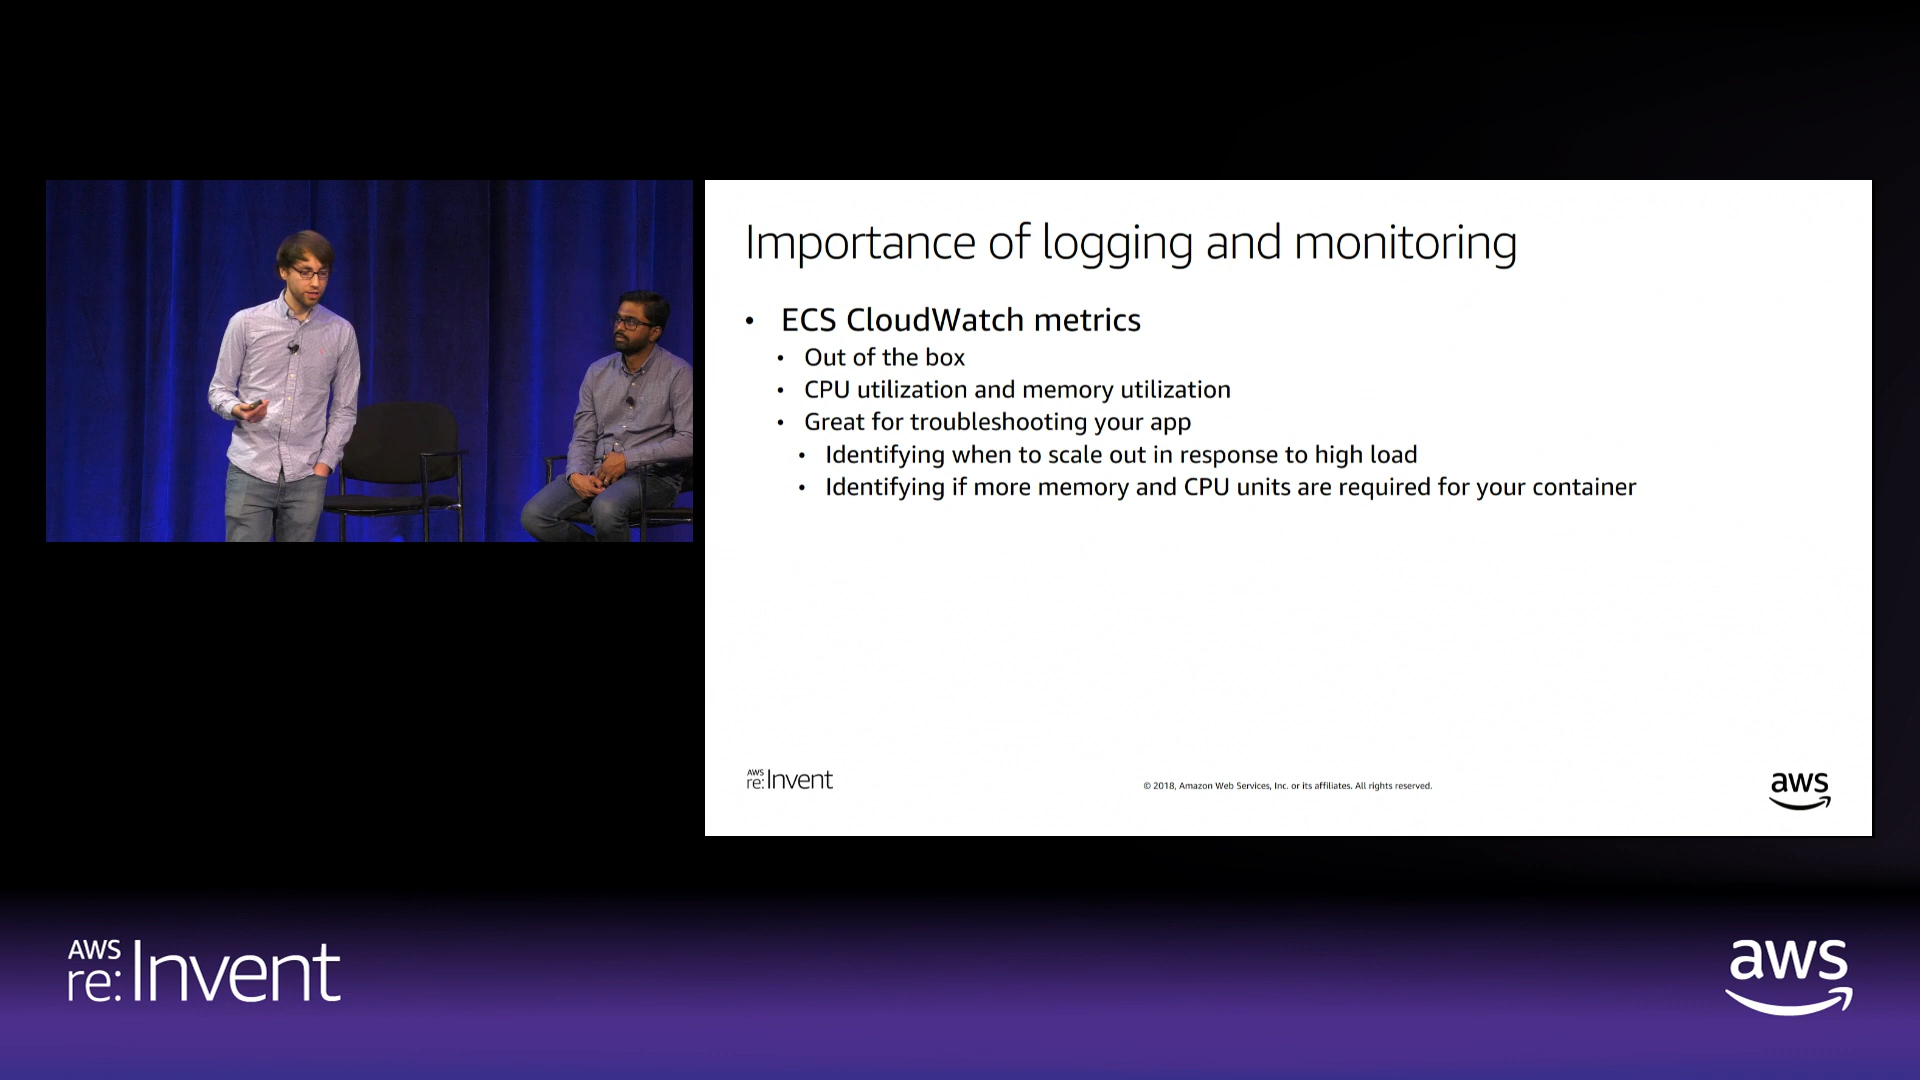 Importance of logging and monitoring
• ECS CloudWatch metrics
• Out of the box
• CPU utilization and memory utilization
• Great for troubleshooting your app
• Identifying when to scale out in response to high load
• Identifying if more memory and CPU units are required for your container
AWS
re:Invent
© 2018, Amazon Web Services, Inc. or its affiliates. All rights reserved.
aws
AWS
re:Invent
aws